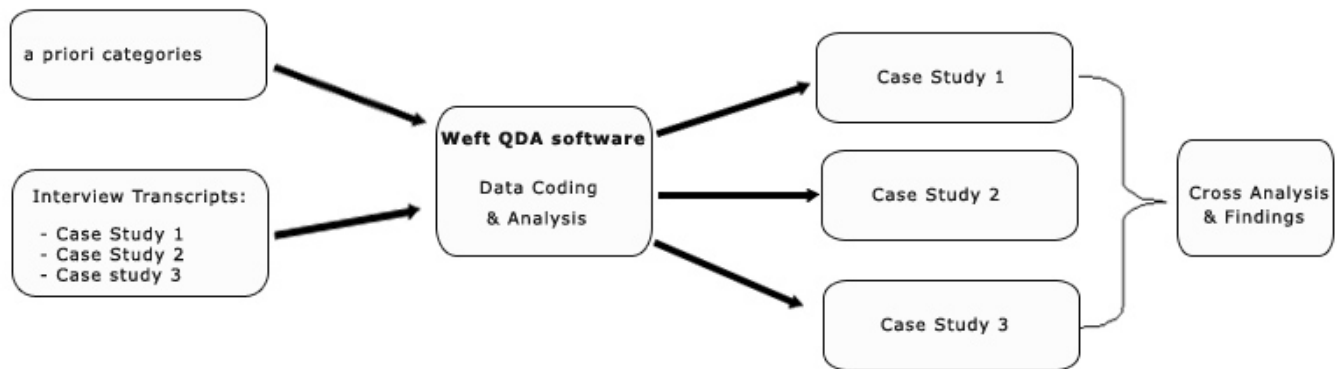 a priori categories
Interview Transcripts:
- Case Study 1
- Case Study 2
- Case study 3
Weft QDA software
Data Coding
& Analysis
Case Study 1
Case Study 2
Case Study 3
Cross Analysis
& Findings